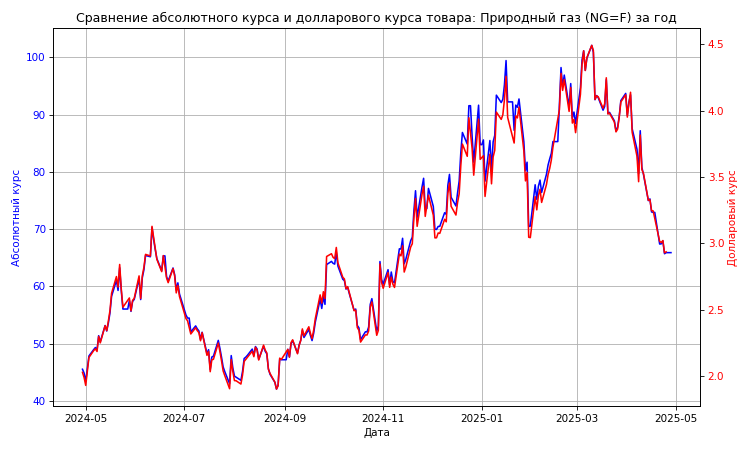 Сравнение абсолютного курса и долларового курса товара: Природный газ (NG=F) за год
Абсолютный курс
100
90
80
70
60
50
40
4.5
4.0
3.5
3.0
2.5
2.0
Долларовый курс
2024-05 2024-07 2024-09 2024-11 2025-01 2025-03 2025-05
Дата